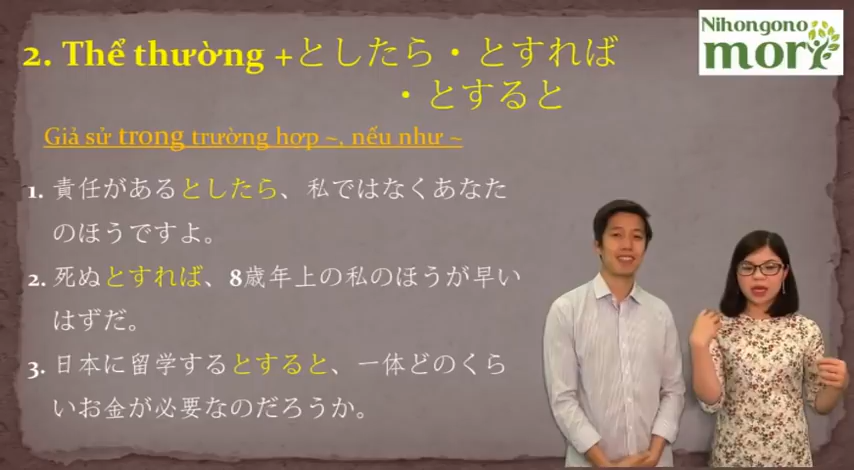 Nihongono
mori
2. Thể thường +としたら・とすれば
・とすると
Giả sử trong trường hợp ~, nếu như ~
1. 責任があるとしたら、私ではなくあなた
のほうですよ。
2. 死ぬとすれば、8歳年上の私のほうが早い
はずだ。
3. 日本に留学するとすると、一体どのくら
いお金が必要なのだろうか。